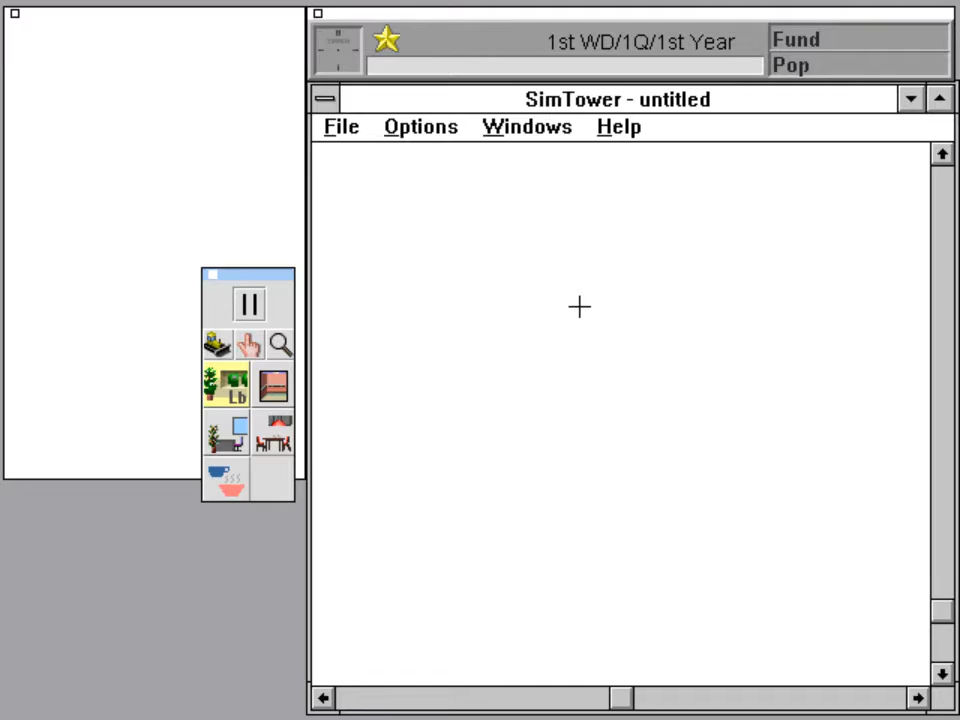 1st WD/1Q/1st Year
Fund
Pop
SimTower - untitled
File Options Windows Help
Lb